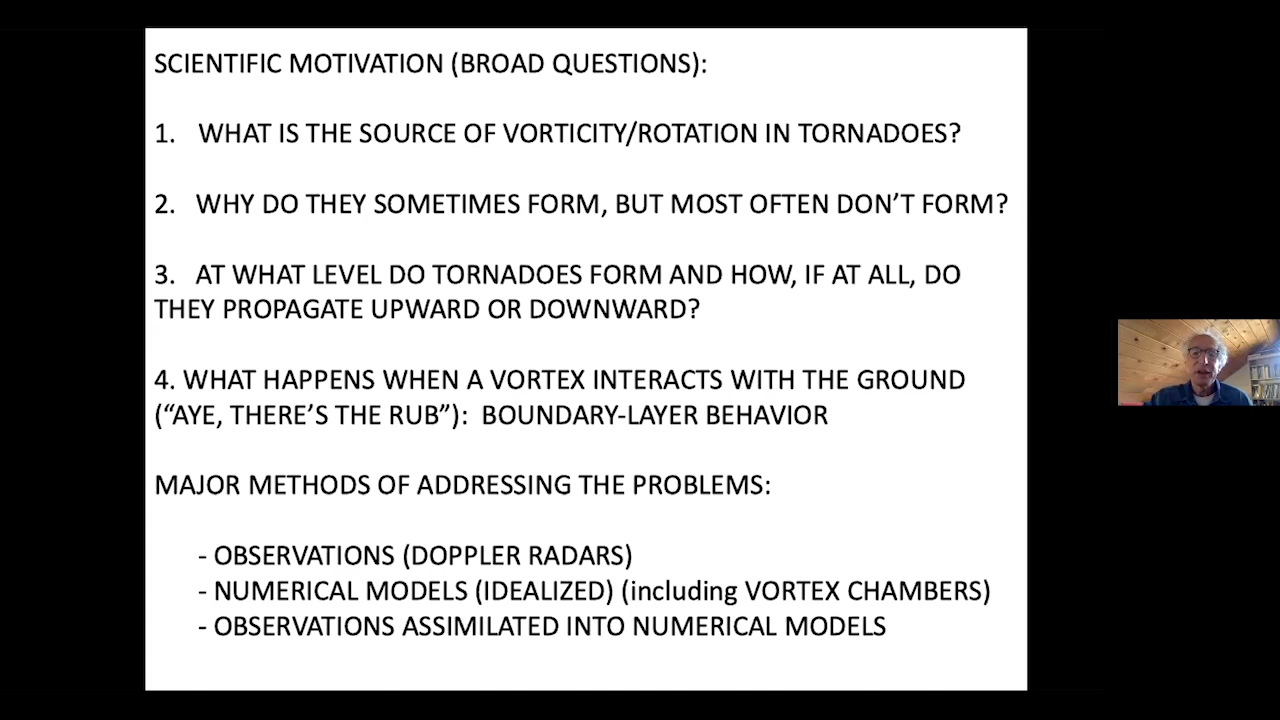 SCIENTIFIC MOTIVATION (BROAD QUESTIONS):
1. WHAT IS THE SOURCE OF VORTICITY/ROTATION IN TORNADOES?
2. WHY DO THEY SOMETIMES FORM, BUT MOST OFTEN DON’T FORM?
3. AT WHAT LEVEL DO TORNADOES FORM AND HOW, IF AT ALL, DO
THEY PROPAGATE UPWARD OR DOWNWARD?
4. WHAT HAPPENS WHEN A VORTEX INTERACTS WITH THE GROUND
(“AYE, THERE’S THE RUB”): BOUNDARY-LAYER BEHAVIOR
MAJOR METHODS OF ADDRESSING THE PROBLEMS:
- OBSERVATIONS (DOPPLER RADARS)
- NUMERICAL MODELS (IDEALIZED) (including VORTEX CHAMBERS)
- OBSERVATIONS ASSIMILATED INTO NUMERICAL MODELS